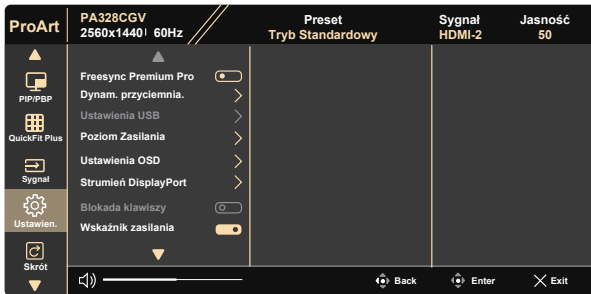 ProArt
PA328CGV
2560x1440 60Hz
Preset
Tryb Standardowy
Sygnał
HDMI-2
Jasność
50
PIP/PBP
QuickFit Plus
Sygnał
Ustawien.
Skrót
Freesync Premium Pro
Dynam. przyciemnia.
Ustawienia USB
Poziom Zasilania
Ustawienia OSD
Strumień DisplayPort
Blokada klawiszy
Wskaźnik zasilania
Back
Enter
Exit